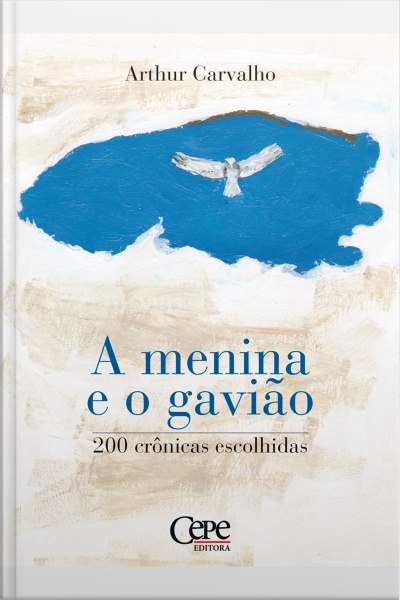 Arthur Carvalho
A menina
e o gavião
200 crônicas escolhidas
CePe
EDITORA